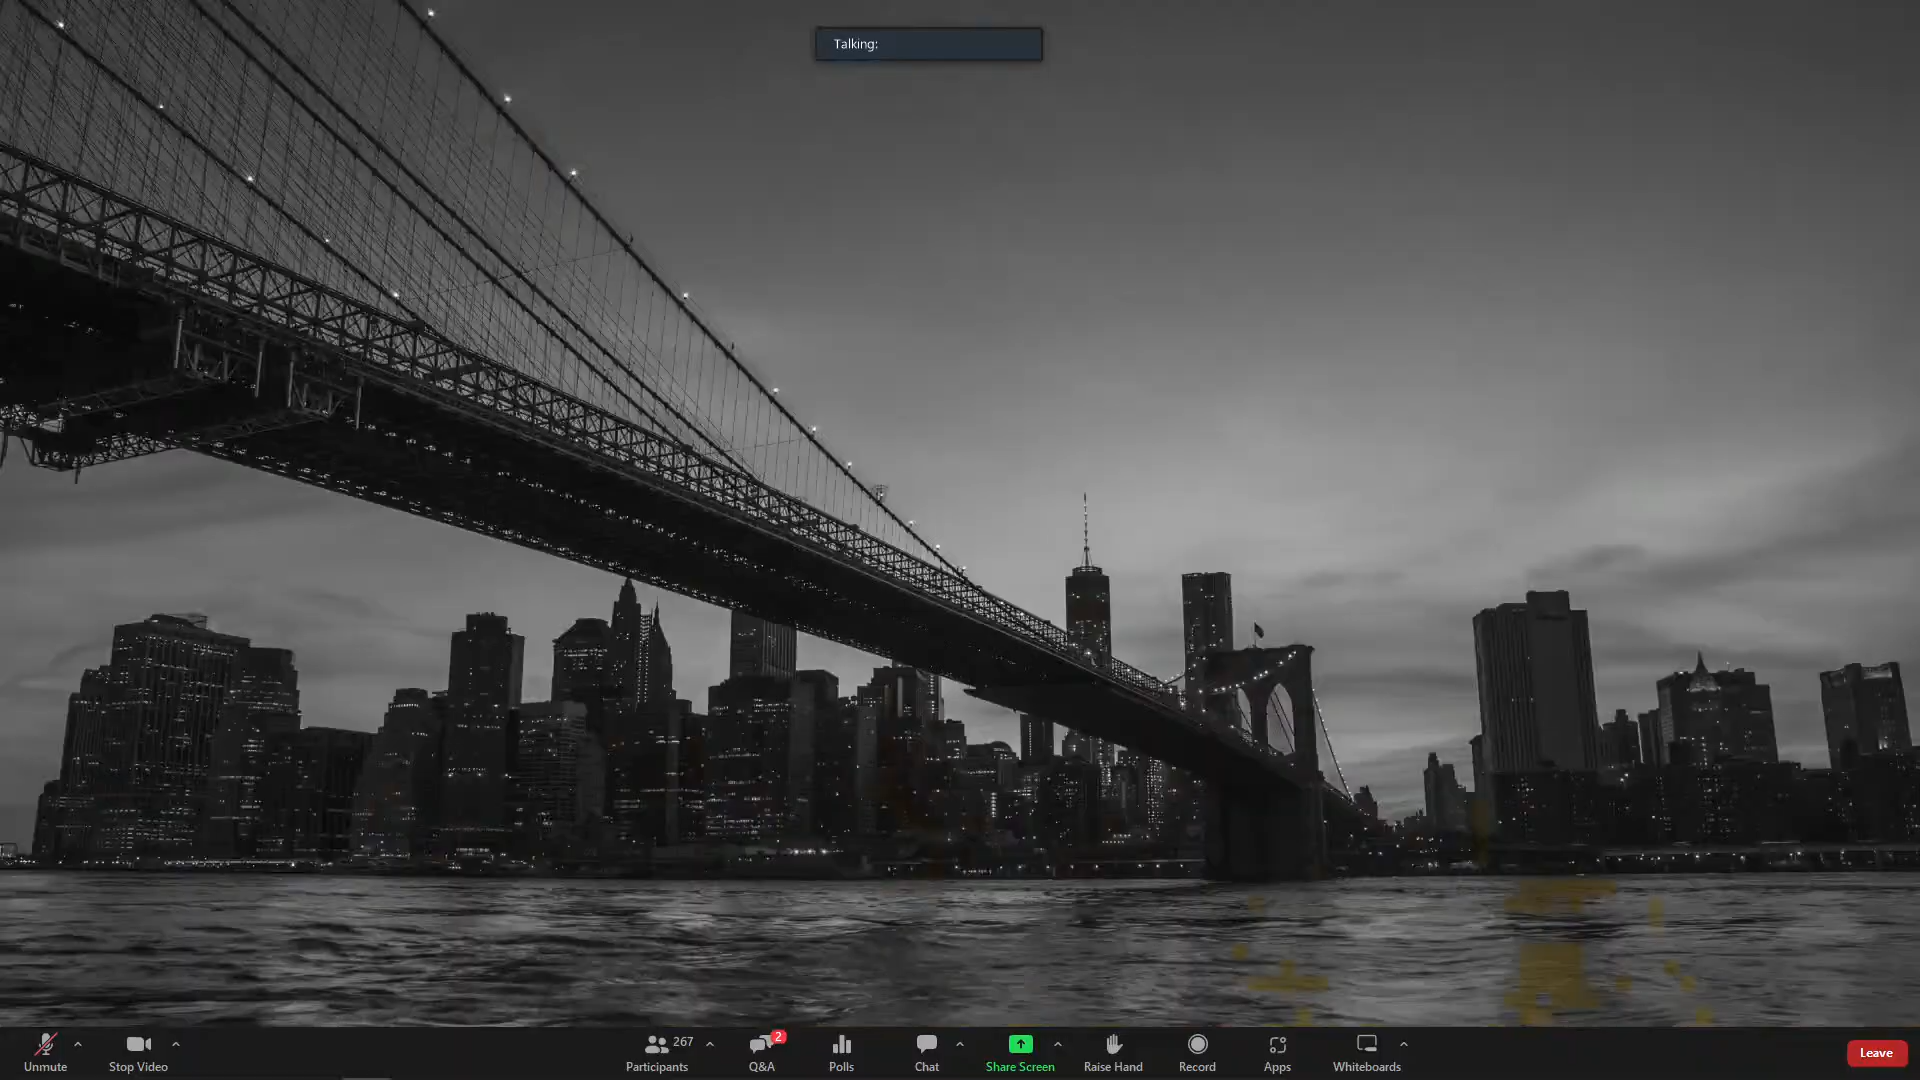 Talking:
267
2
Unmute
Stop Video
Participants
Q&A
Polls
Chat
Share Screen
Raise Hand
Record
Apps
Whiteboards
Leave